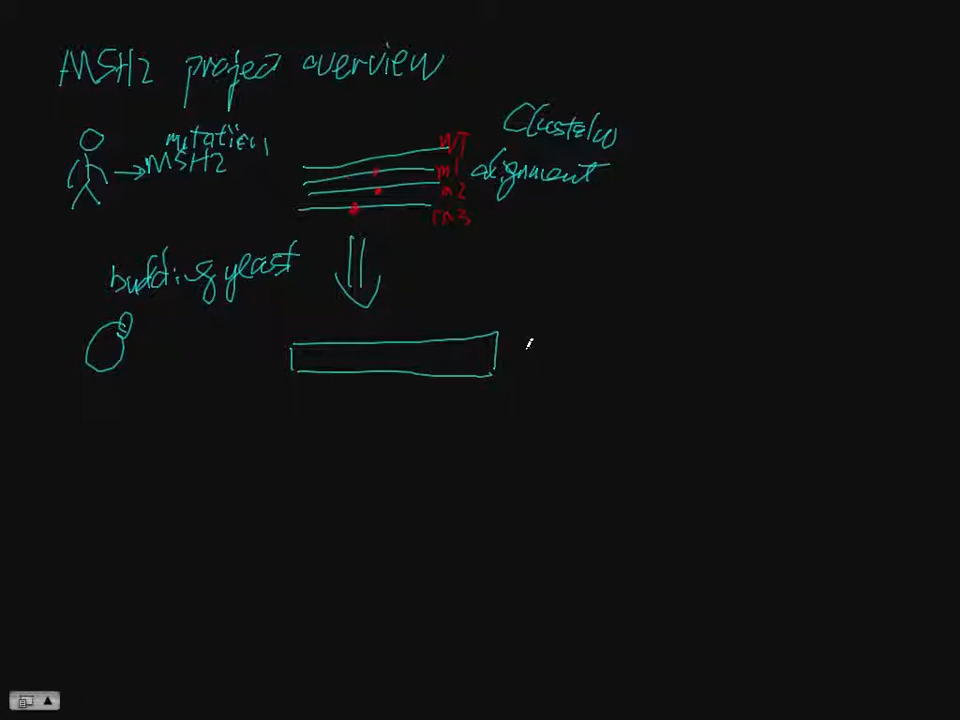 MSH2 project overview
mutation
MSH2
WT
m1
m2
m3
Clustalw
alignment
budding yeast